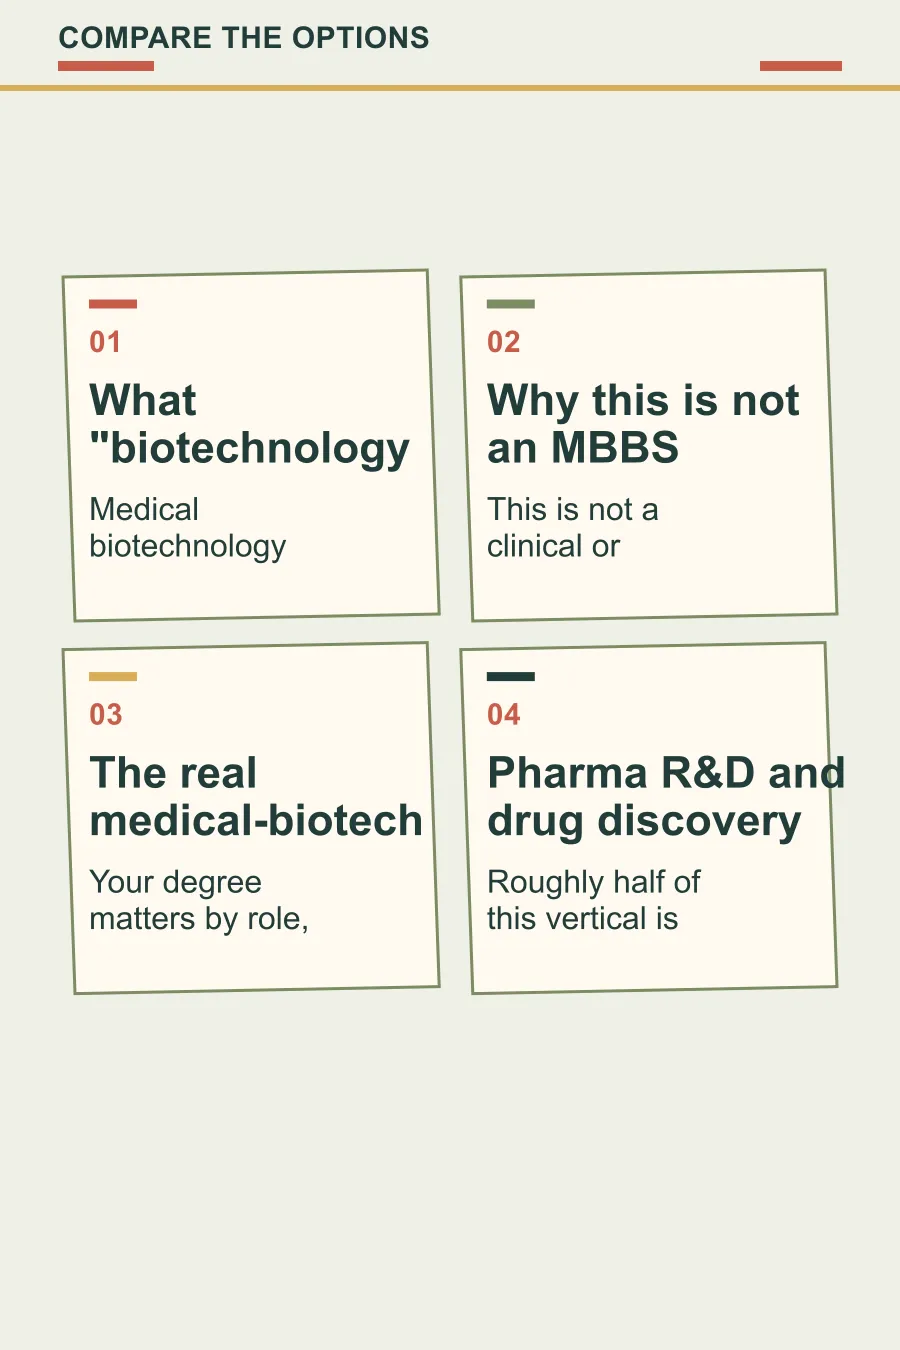 COMPARE THE OPTIONS
01
What
"biotechnology
Medical
biotechnology
02
Why this is not
an MBBS
This is not a
clinical or
03
The real
medical-biotech
Your degree
matters by role,
04
Pharma R&D and
drug discovery
Roughly half of
this vertical is